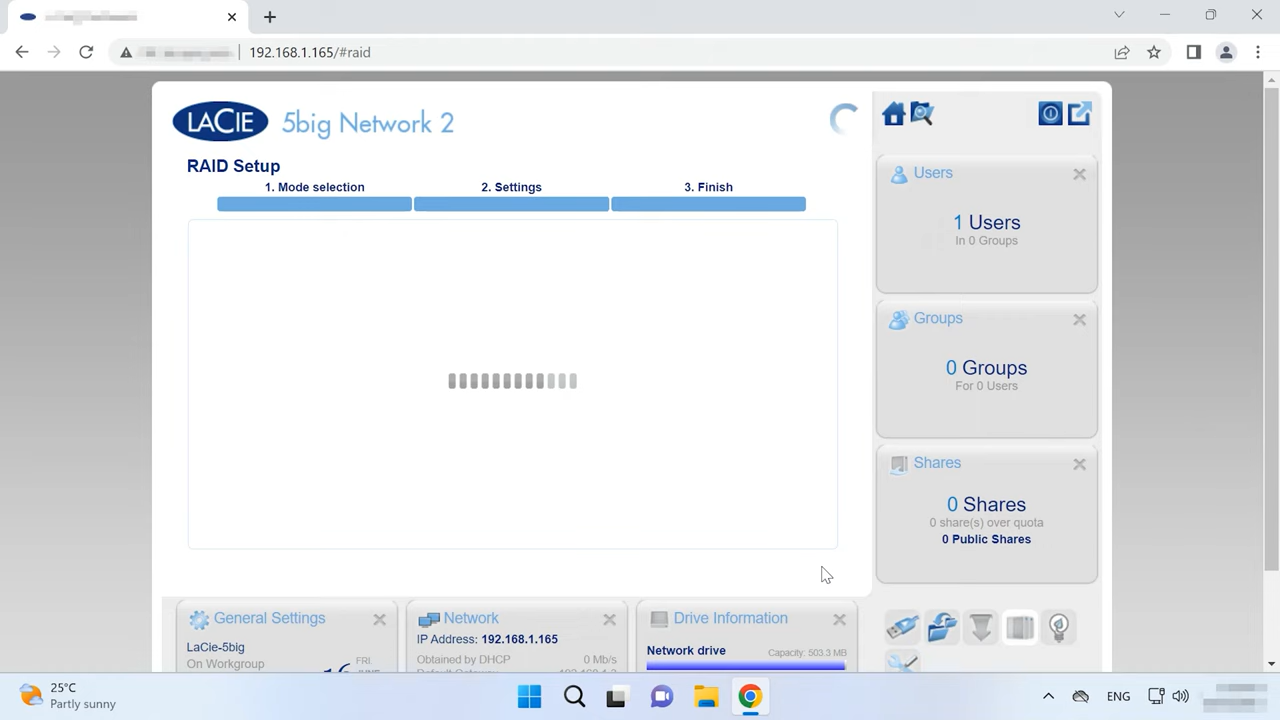 192.168.1.165/#raid
LACIE 5big Network 2
RAID Setup
1. Mode selection
2. Settings
3. Finish
Users
1 Users
In 0 Groups
Groups
0 Groups
For 0 Users
Shares
0 Shares
0 share(s) over quota
0 Public Shares
General Settings
LaCie-5big
On Workgroup
FRI.
Network
IP Address: 192.168.1.165
Obtained by DHCP 0 Mb/s
Drive Information
Network drive Capacity: 503.3 MB
25°C
Partly sunny
ENG